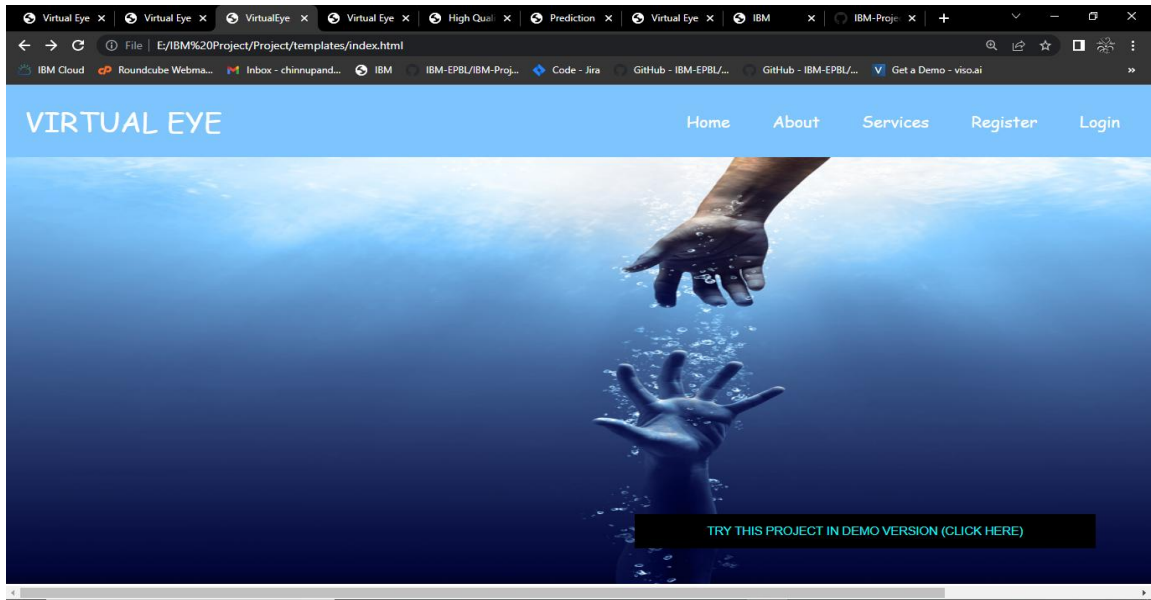 Virtual Eye Virtual Eye VirtualEye Virtual Eye High Qual Prediction Virtual Eye IBM IBM-Proje
File E:/IBM%20Project/Project/templates/index.html
IBM Cloud Roundcube Webma... Inbox - chinnupand... IBM IBM-EPBL/IBM-Proj... Code - Jira GitHub - IBM-EPBL/... GitHub - IBM-EPBL/... Get a Demo - viso.ai »
VIRTUAL EYE Home About Services Register Login
TRY THIS PROJECT IN DEMO VERSION (CLICK HERE)